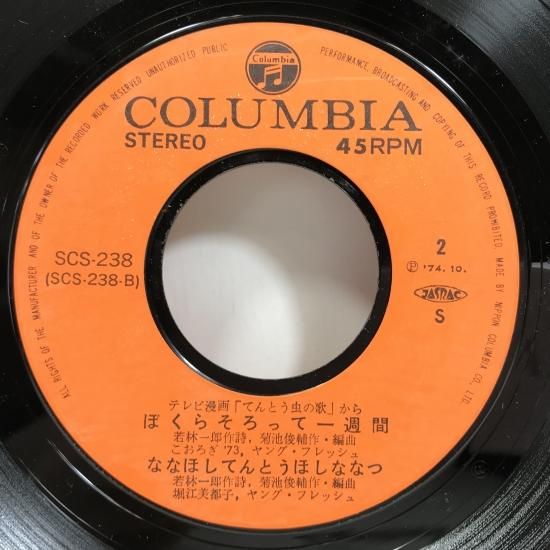 ALL RIGHTS OF THE MANUFACTURER AND OF THE OWNER OF THE RECORDED WORK RESERVED UNAUTHORIZED PUBLIC PERFORMANCE, BROADCASTING AND COPYING OF THIS RECORD PROHIBITED. MADE BY NIPPON COLUMBIA CO., LTD.
Columbia
COLUMBIA
STEREO 45RPM
SCS-238
(SCS-238-B)
2
Ⓟ '74. 10.
JASRAC
S
テレビ漫画「てんとう虫の歌」から
ぼくらそろって一週間
若林一郎作詩, 菊池俊輔作・編曲
こおろぎ '73, ヤング・フレッシュ
ななほしてんとうほしななつ
若林一郎作詩, 菊池俊輔作・編曲
堀江美都子, ヤング・フレッシュ